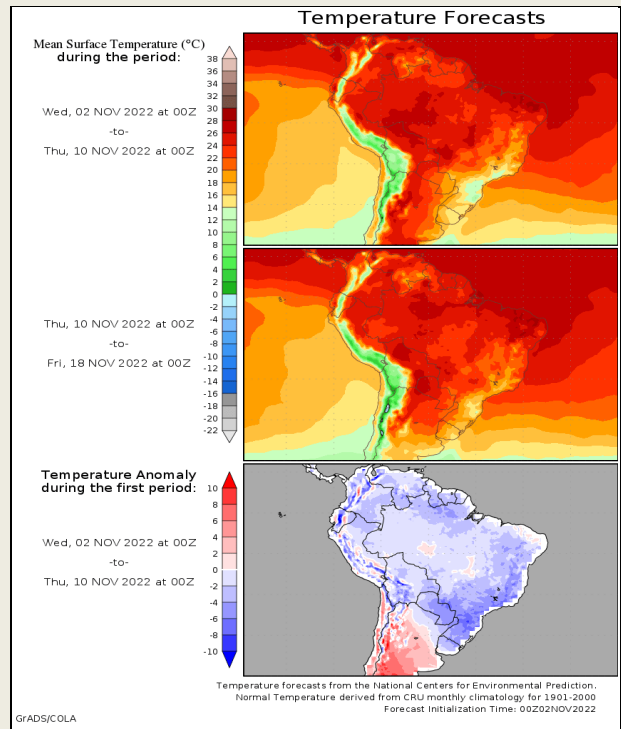 Temperature Forecasts
Mean Surface Temperature (°C)
during the period:
Wed, 02 NOV 2022 at 00Z
-to-
Thu, 10 NOV 2022 at 00Z
38
36
34
32
30
28
26
24
22
20
18
16
14
12
10
8
6
4
2
0
-2
-4
-6
-8
-10
-12
-14
-16
-18
-20
-22
Thu, 10 NOV 2022 at 00Z
-to-
Fri, 18 NOV 2022 at 00Z
Temperature Anomaly
during the first period:
Wed, 02 NOV 2022 at 00Z
-to-
Thu, 10 NOV 2022 at 00Z
10
8
6
4
2
0
-2
-4
-6
-8
-10
Temperature forecasts from the National Centers for Environmental Prediction.
Normal Temperature derived from CRU monthly climatology for 1901-2000
Forecast Initialization Time: 00Z02NOV2022
GrADS/COLA